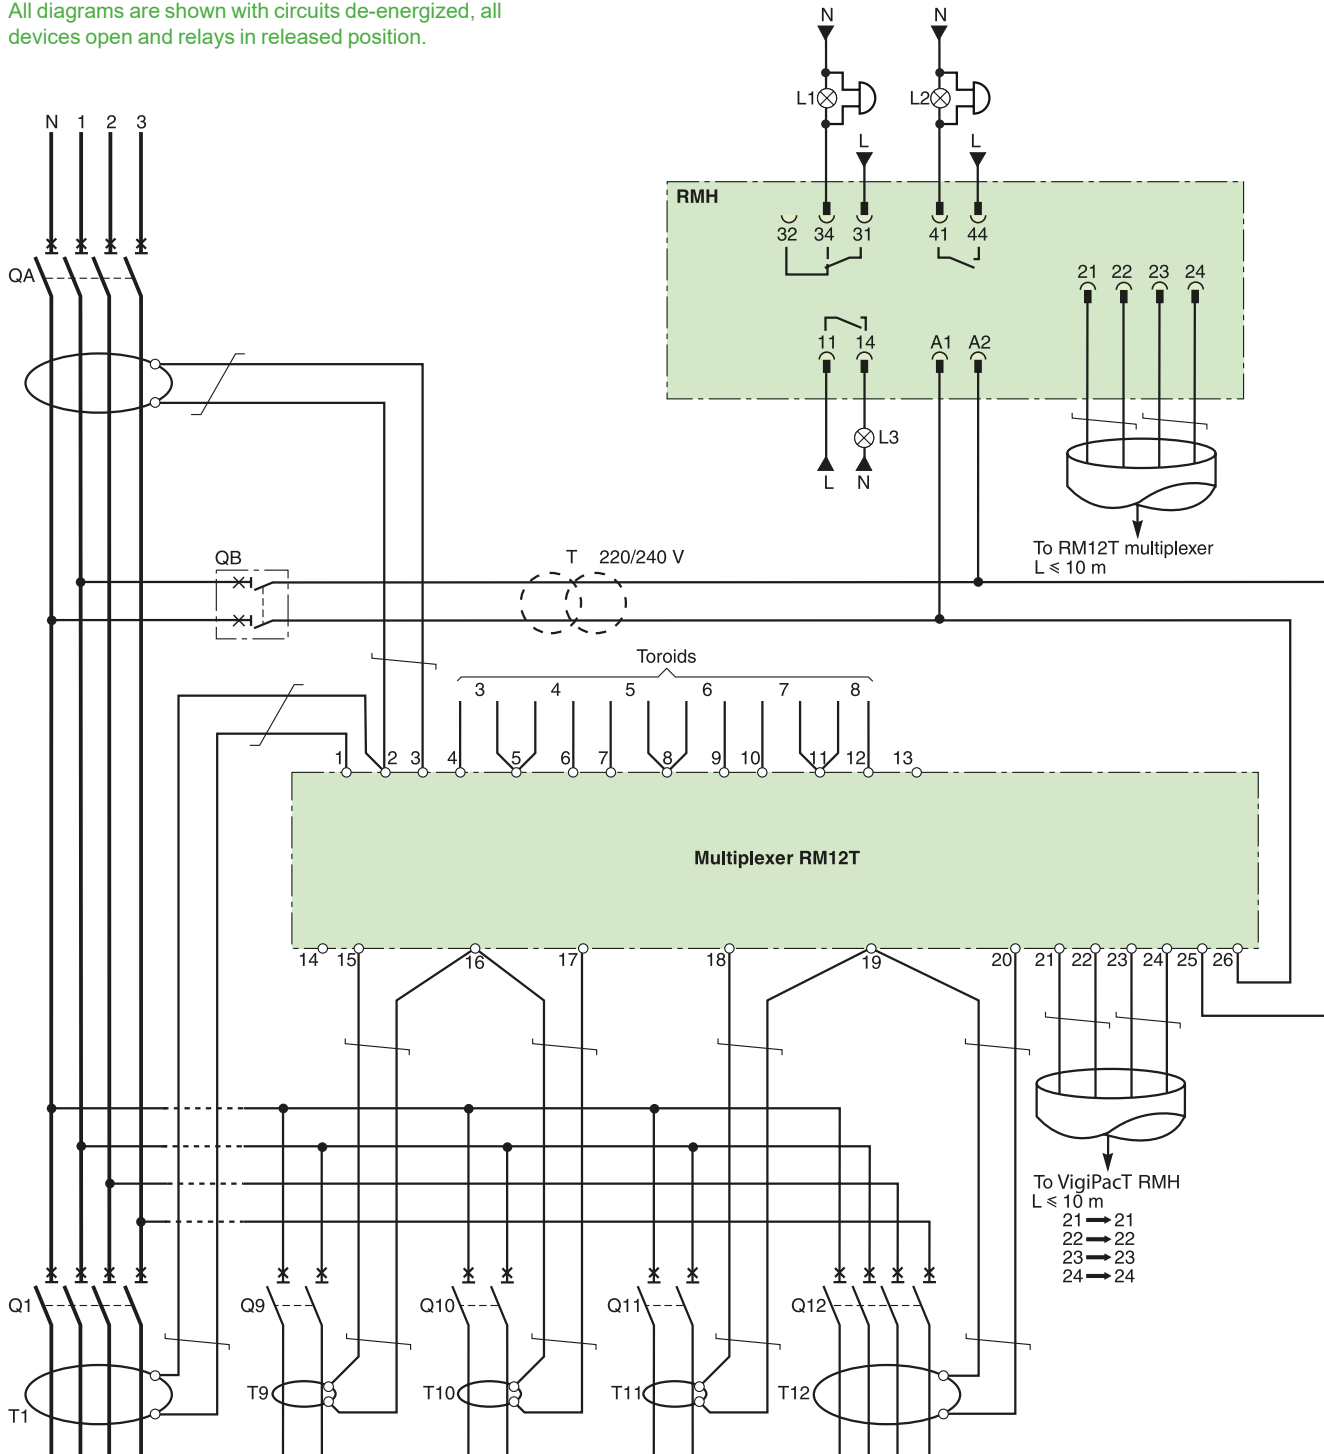 All diagrams are shown with circuits de-energized, all
devices open and relays in released position.
N N
L1 L2
N 1 2 3
L L
RMH
32 34 31 41 44
QA
21 22 23 24
11 14 A1 A2
L3
L N
To RM12T multiplexer
L ⩽ 10 m
QB
T 220/240 V
Toroids
3 4 5 6 7 8
1 2 3 4 5 6 7 8 9 10 11 12 13
Multiplexer RM12T
14 15 16 17 18 19 20 21 22 23 24 25 26
To VigiPacT RMH
L ⩽ 10 m
21 → 21
22 → 22
23 → 23
24 → 24
Q1 Q9 Q10 Q11 Q12
T1 T9 T10 T11 T12